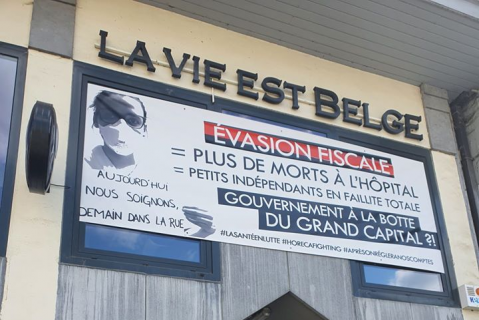 LA VIE EST BELGE
ÉVASION FISCALE
= PLUS DE MORTS À L'HÔPITAL
= PETITS INDÉPENDANTS EN FAILLITE TOTALE
GOUVERNEMENT À LA BOTTE
DU GRAND CAPITAL ?!
#LASANTÉENLUTTE #HORECAFIGHTING #APRÈSONRÈGLERANOSCOMPTES
AUJOURD'HUI
NOUS SOIGNONS,
DEMAIN DANS LA RUE